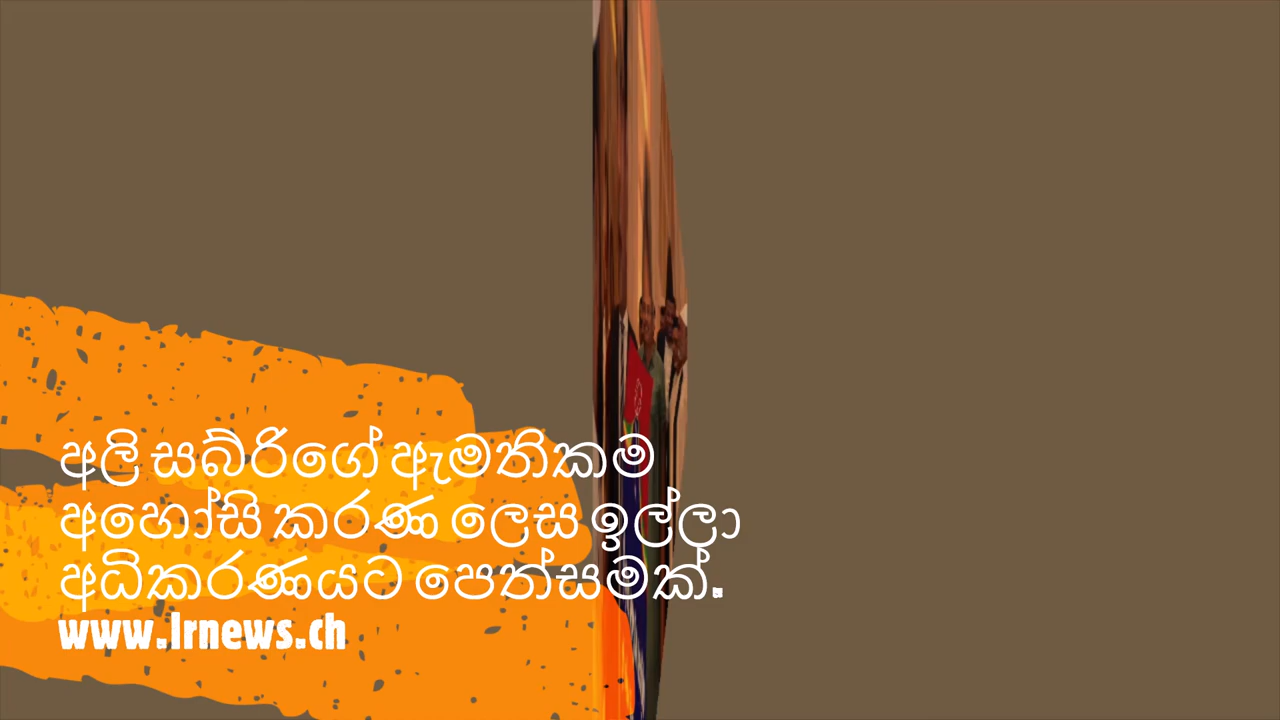 අලි සබ්රිගේ ඇමතිකම
අහෝසි කරණ ලෙස ඉල්ලා
අධිකරණයට පෙත්සමක්.
www.lrnews.ch